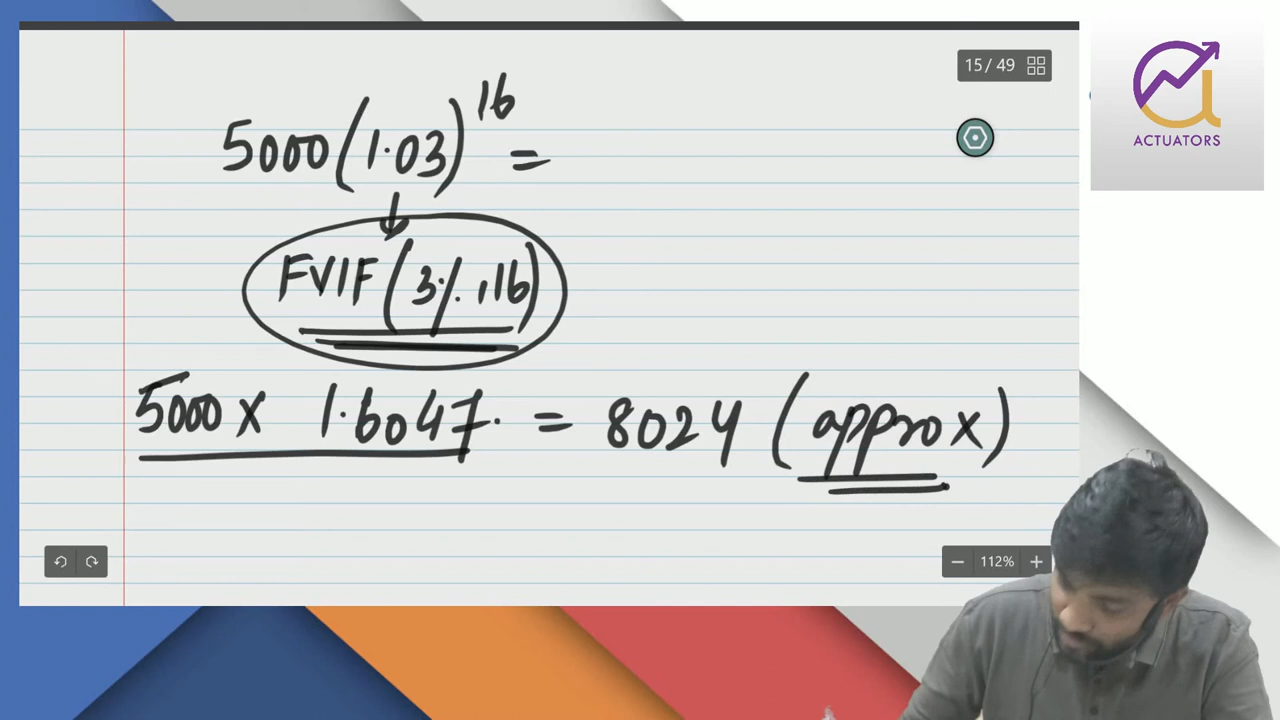 15 / 49
ACTUATORS
5000(1.03)^16 =
FVIF(3%,16)
5000 x 1.6047. = 8024 (approx)
112%